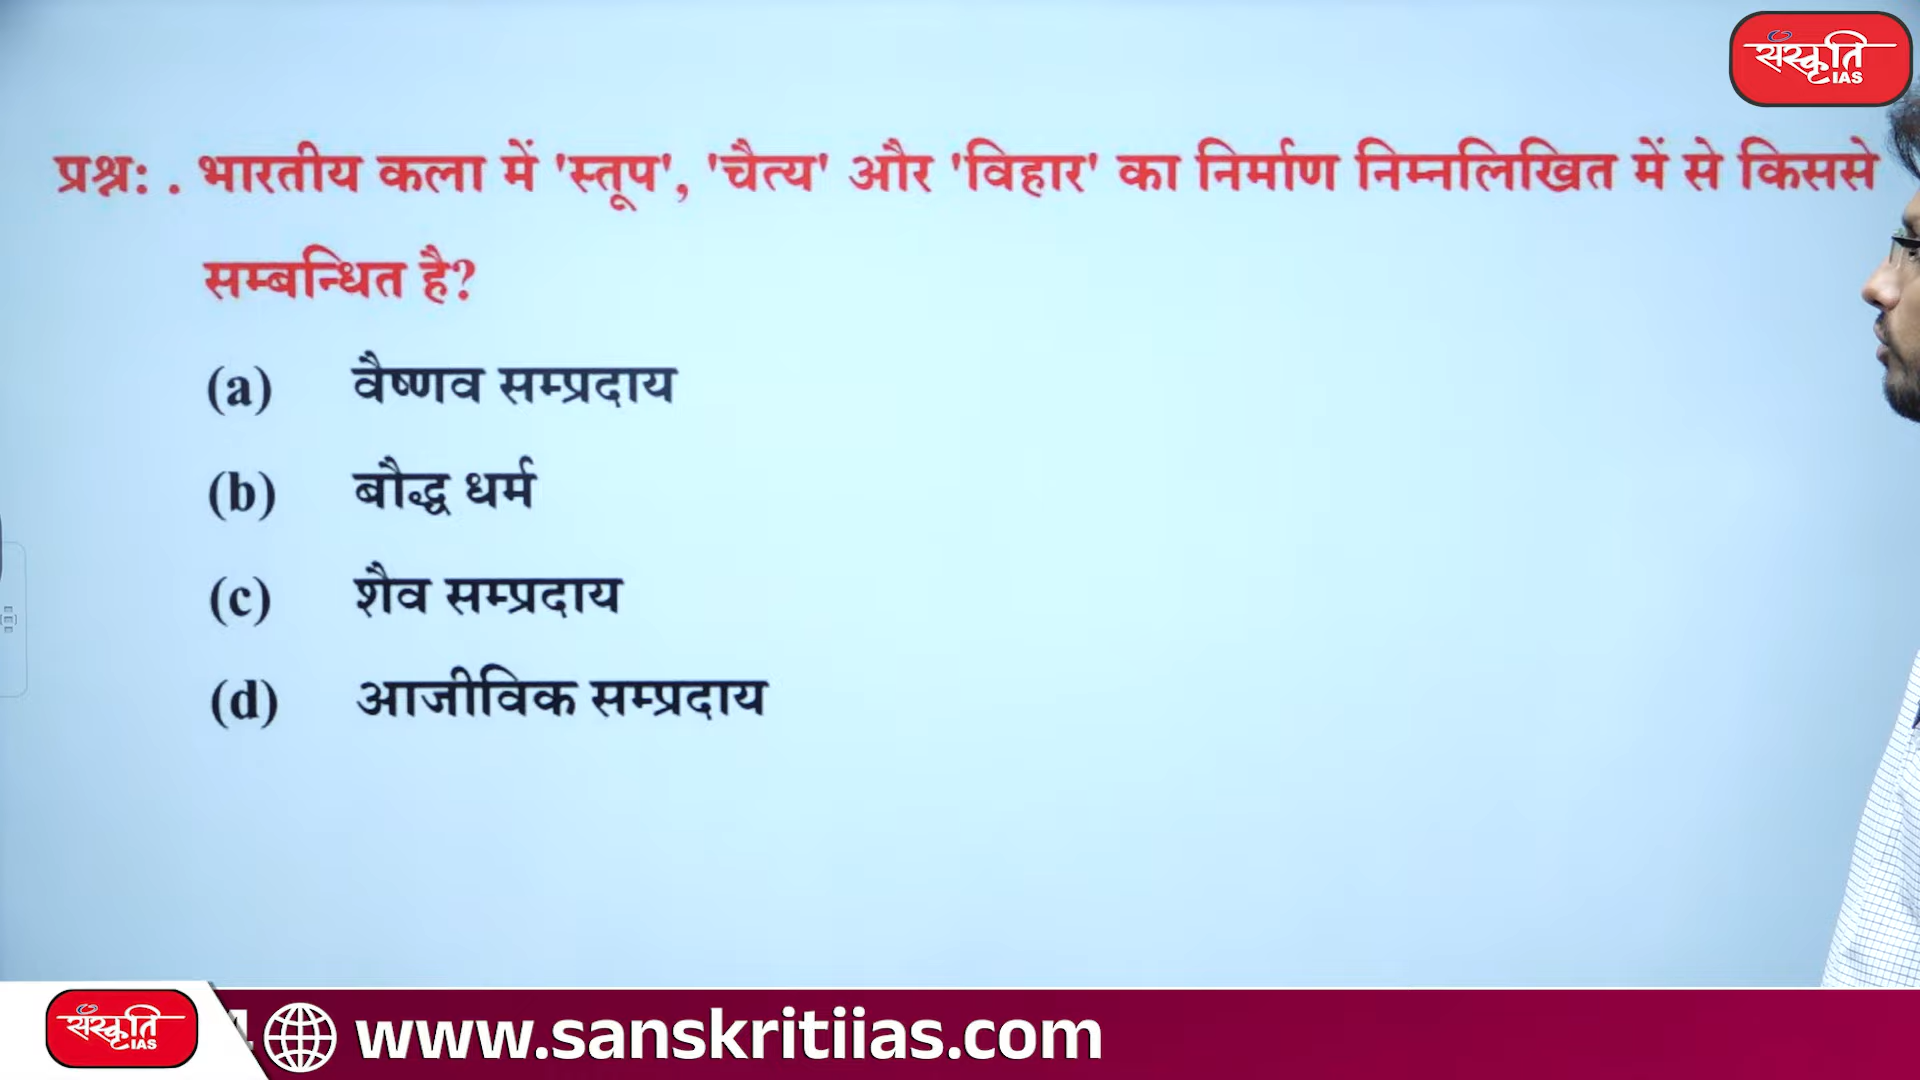 संस्कृति
IAS
प्रश्न: . भारतीय कला में 'स्तूप', 'चैत्य' और 'विहार' का निर्माण निम्नलिखित में से किससे
सम्बन्धित है?
(a) वैष्णव सम्प्रदाय
(b) बौद्ध धर्म
(c) शैव सम्प्रदाय
(d) आजीविक सम्प्रदाय
संस्कृति
IAS
www.sanskritiias.com